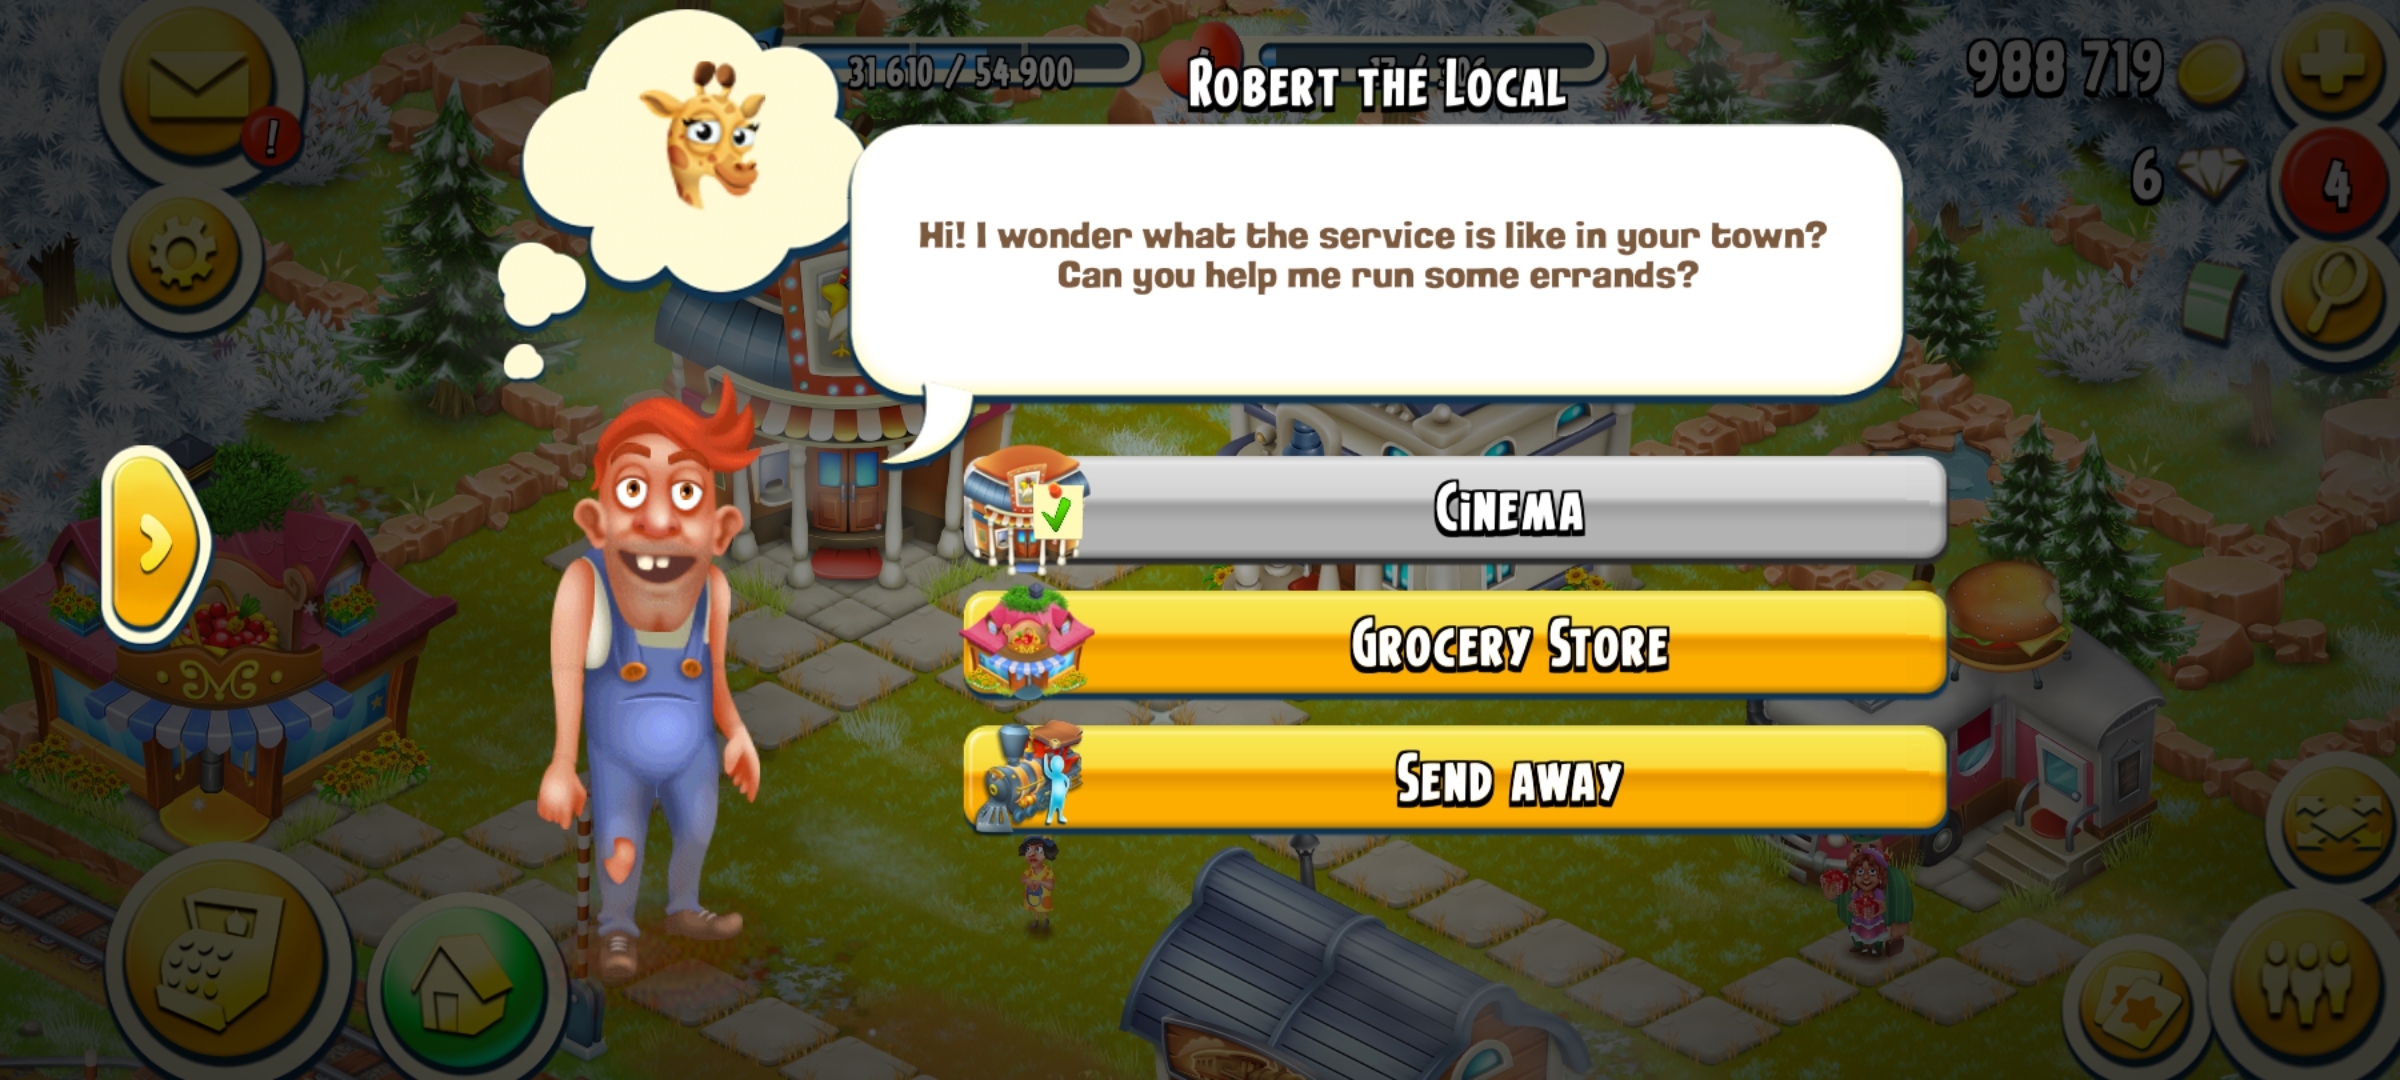 31 610 / 54 900
ROBERT THE LOCAL
988 719
6
4
Hi! I wonder what the service is like in your town?
Can you help me run some errands?
CINEMA
GROCERY STORE
SEND AWAY